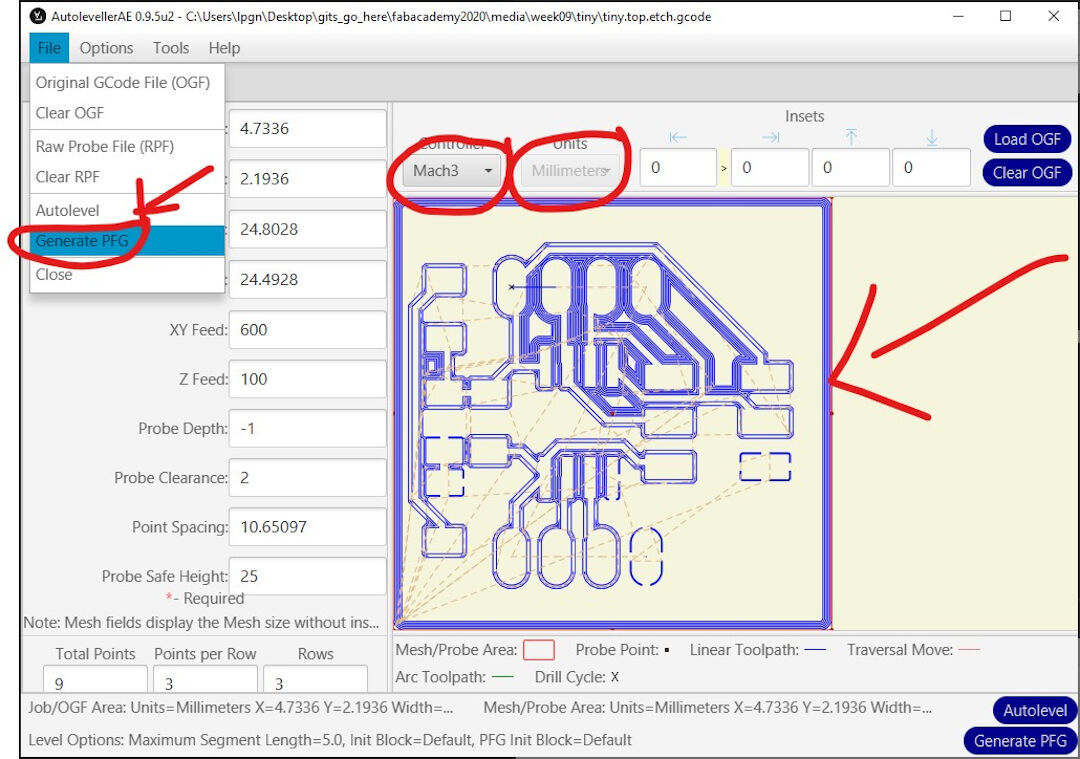 AutolevellerAE 0.9.5u2 - C:\Users\lpgn\Desktop\gits_go_here\fabacademy2020\media\week09\tiny\tiny.top.etch.gcode
File Options Tools Help
Original GCode File (OGF)
Clear OGF
Raw Probe File (RPF)
Clear RPF
Autolevel
Generate PFG
Close
: 4.7336
: 2.1936
: 24.8028
: 24.4928
XY Feed: 600
Z Feed: 100
Probe Depth: -1
Probe Clearance: 2
Point Spacing: 10.65097
Probe Safe Height: 25
*- Required
Note: Mesh fields display the Mesh size without ins...
Total Points Points per Row Rows
9 3 3
Controller Units Insets
Mach3 Millimeters 0 > 0 0 0
Load OGF
Clear OGF
Mesh/Probe Area: Probe Point: Linear Toolpath: Traversal Move:
Arc Toolpath: Drill Cycle: X
Job/OGF Area: Units=Millimeters X=4.7336 Y=2.1936 Width=... Mesh/Probe Area: Units=Millimeters X=4.7336 Y=2.1936 Width=...
Autolevel
Level Options: Maximum Segment Length=5.0, Init Block=Default, PFG Init Block=Default
Generate PFG